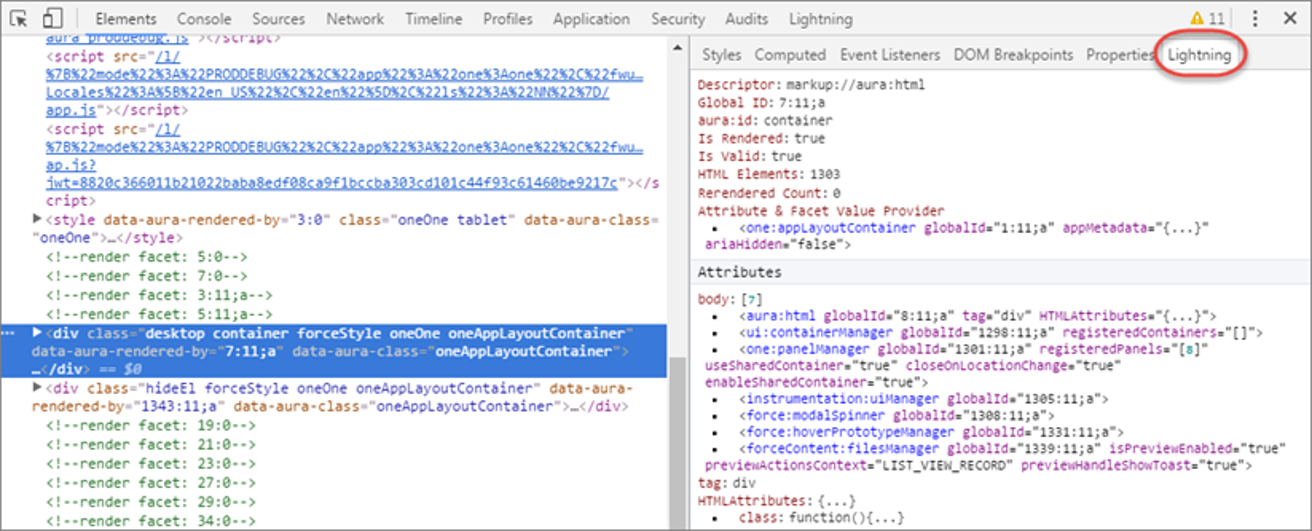 Elements Console Sources Network Timeline Profiles Application Security Audits Lightning 11
aura_proddebug.js"></script>
<script src="/l/
%7B%22mode%22%3A%22PRODDEBUG%22%2C%22app%22%3A%22one%3Aone%22%2C%22fwu…
Locales%22%3A%5B%22en_US%22%2C%22en%22%5D%2C%22ls%22%3A%22NN%22%7D/
app.js"></script>
<script src="/l/
%7B%22mode%22%3A%22PRODDEBUG%22%2C%22app%22%3A%22one%3Aone%22%2C%22fwu…
ap.js?
jwt=8820c366011b21022baba8edf08ca9f1bccba303cd101c44f93c61460be9217c"></s
cript>
<style data-aura-rendered-by="3:0" class="oneOne tablet" data-aura-class=
"oneOne">…</style>
<!--render facet: 5:0-->
<!--render facet: 7:0-->
<!--render facet: 3:11;a-->
<!--render facet: 5:11;a-->
<div class="desktop container forceStyle oneOne oneAppLayoutContainer"
data-aura-rendered-by="7:11;a" data-aura-class="oneAppLayoutContainer">
…</div> == $0
<div class="hideEl forceStyle oneOne oneAppLayoutContainer" data-aura-
rendered-by="1343:11;a" data-aura-class="oneAppLayoutContainer">…</div>
<!--render facet: 19:0-->
<!--render facet: 21:0-->
<!--render facet: 23:0-->
<!--render facet: 27:0-->
<!--render facet: 29:0-->
<!--render facet: 34:0-->
Styles Computed Event Listeners DOM Breakpoints Properties Lightning
Descriptor: markup://aura:html
Global ID: 7:11;a
aura:id: container
Is Rendered: true
Is Valid: true
HTML Elements: 1303
Rerendered Count: 0
Attribute & Facet Value Provider
<one:appLayoutContainer globalId="1:11;a" appMetadata="{...}"
ariaHidden="false">
Attributes
body: [7]
<aura:html globalId="8:11;a" tag="div" HTMLAttributes="{...}">
<ui:containerManager globalId="1298:11;a" registeredContainers="[]">
<one:panelManager globalId="1301:11;a" registeredPanels="[8]"
useSharedContainer="true" closeOnLocationChange="true"
enableSharedContainer="true">
<instrumentation:uiManager globalId="1305:11;a">
<force:modalSpinner globalId="1308:11;a">
<force:hoverPrototypeManager globalId="1331:11;a">
<forceContent:filesManager globalId="1339:11;a" isPreviewEnabled="true"
previewActionsContext="LIST_VIEW_RECORD" previewHandleShowToast="true">
tag: div
HTMLAttributes: {...}
class: function(){...}